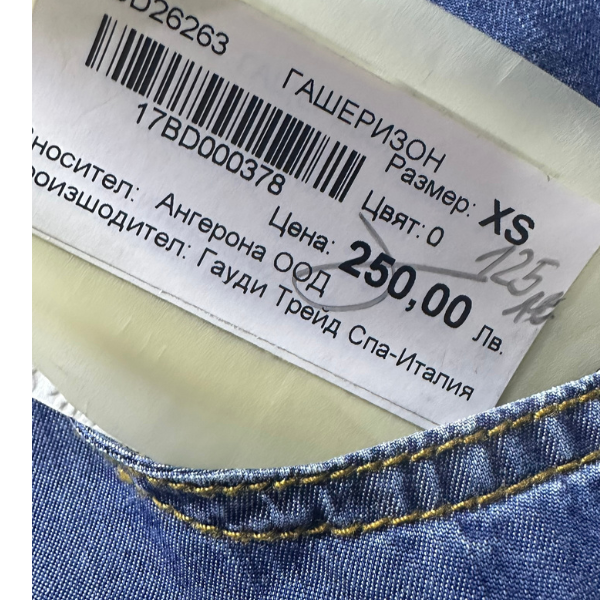 D26263
ГАШЕРИЗОН
17BD000378
Размер: XS
Цвят: 0
Цена: 250,00 Лв.
125 лв
носител: Ангерона ООД
роизшодител: Гауди Трейд Спа-Италия